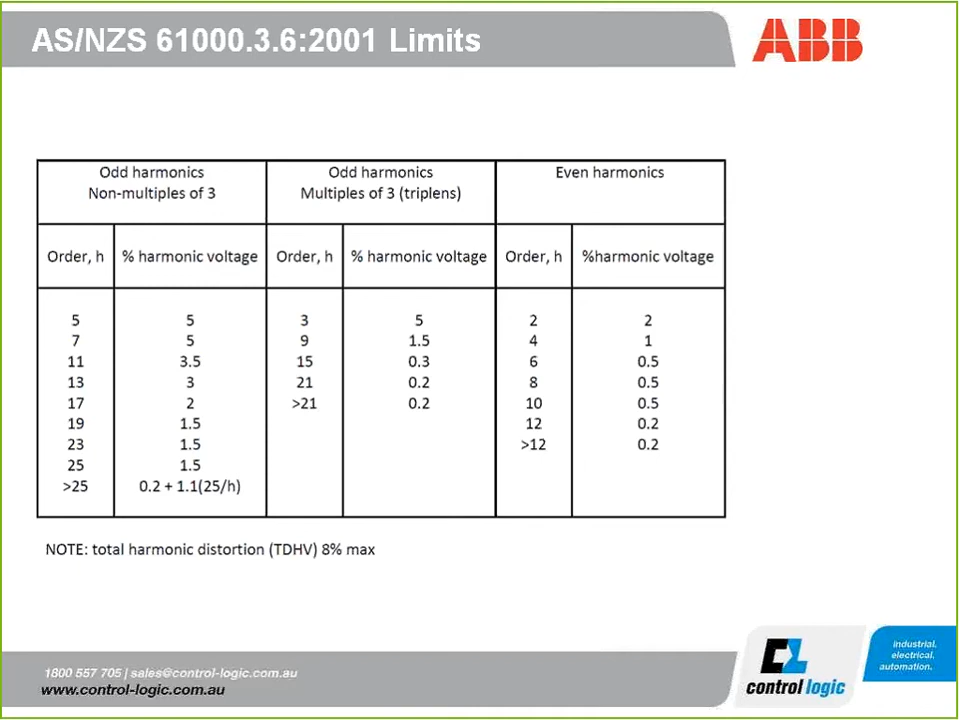 AS/NZS 61000.3.6:2001 Limits
ABB
Odd harmonics
Non-multiples of 3
Odd harmonics
Multiples of 3 (triplens)
Even harmonics
Order, h % harmonic voltage Order, h % harmonic voltage Order, h %harmonic voltage
5 5 3 5 2 2
7 5 9 1.5 4 1
11 3.5 15 0.3 6 0.5
13 3 21 0.2 8 0.5
17 2 >21 0.2 10 0.5
19 1.5 12 0.2
23 1.5 >12 0.2
25 1.5
>25 0.2 + 1.1(25/h)
NOTE: total harmonic distortion (TDHV) 8% max
1800 557 705 | sales@control-logic.com.au
www.control-logic.com.au
control logic
industrial.
electrical.
automation.